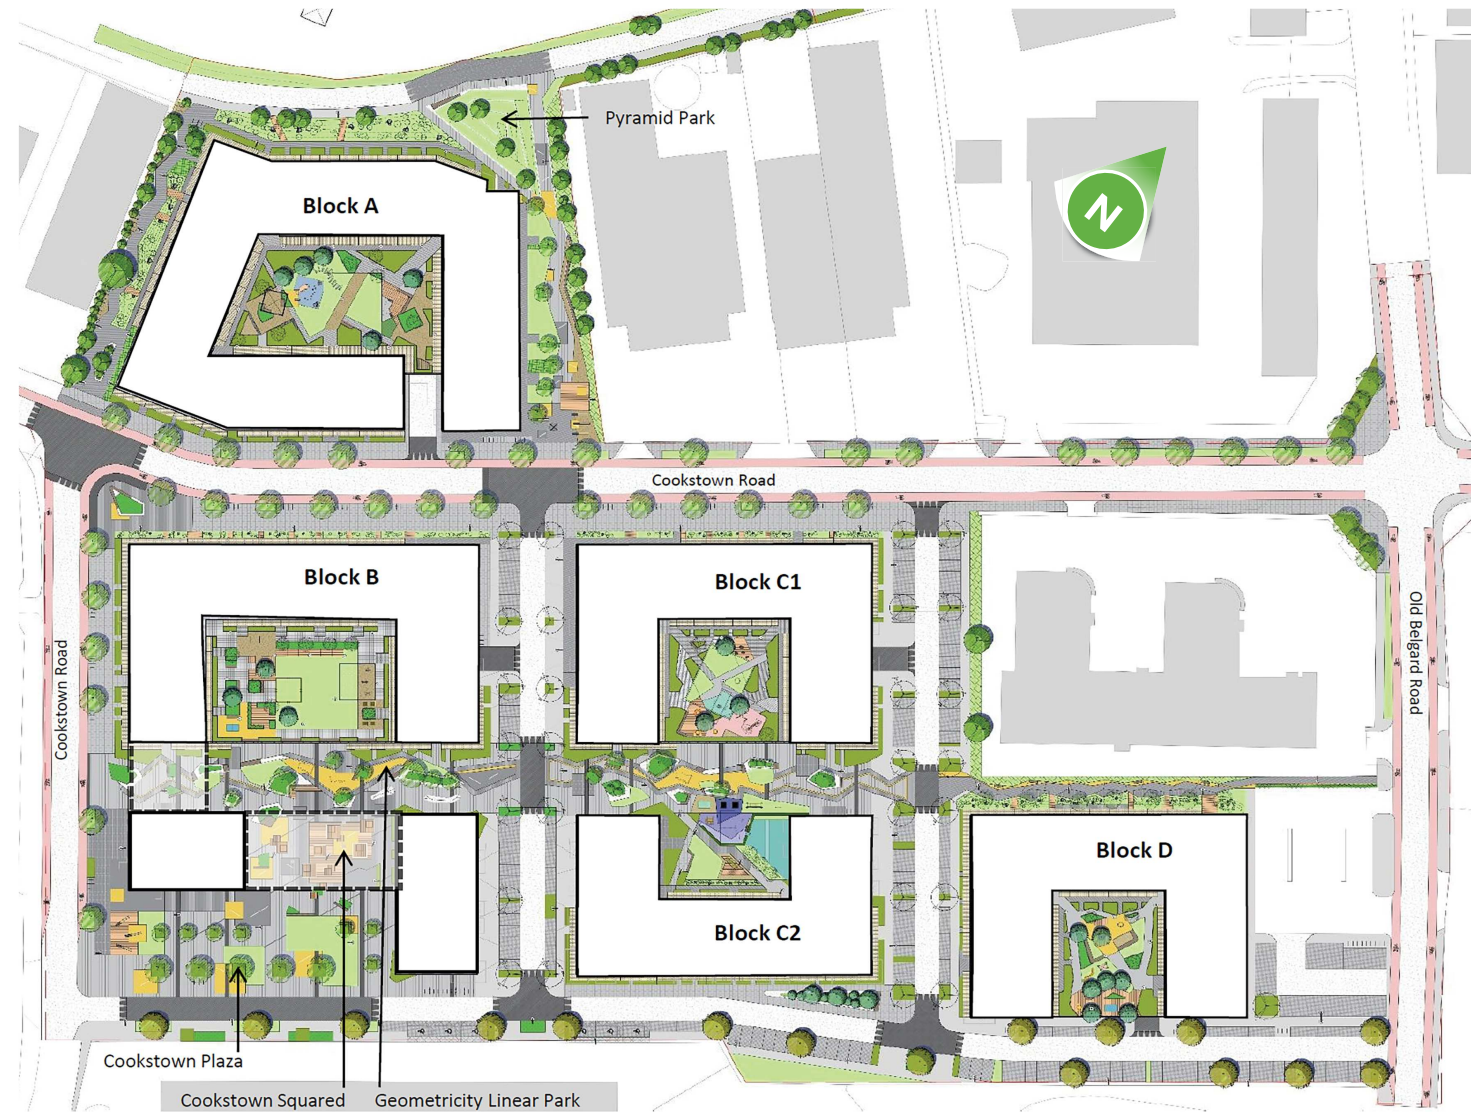 Pyramid Park
Block A
N
Cookstown Road
Block B
Block C1
Old Belgard Road
Cookstown Road
Block D
Block C2
Cookstown Plaza
Cookstown Squared
Geometricity Linear Park